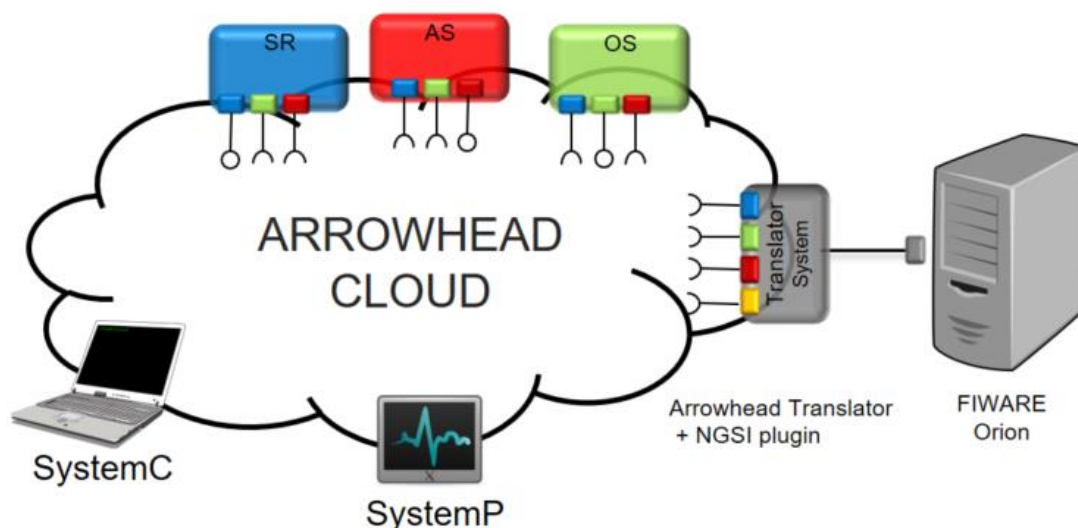 SR
AS
OS
ARROWHEAD
CLOUD
Translator
System
Arrowhead Translator
+ NGSI plugin
FIWARE
Orion
SystemC
SystemP